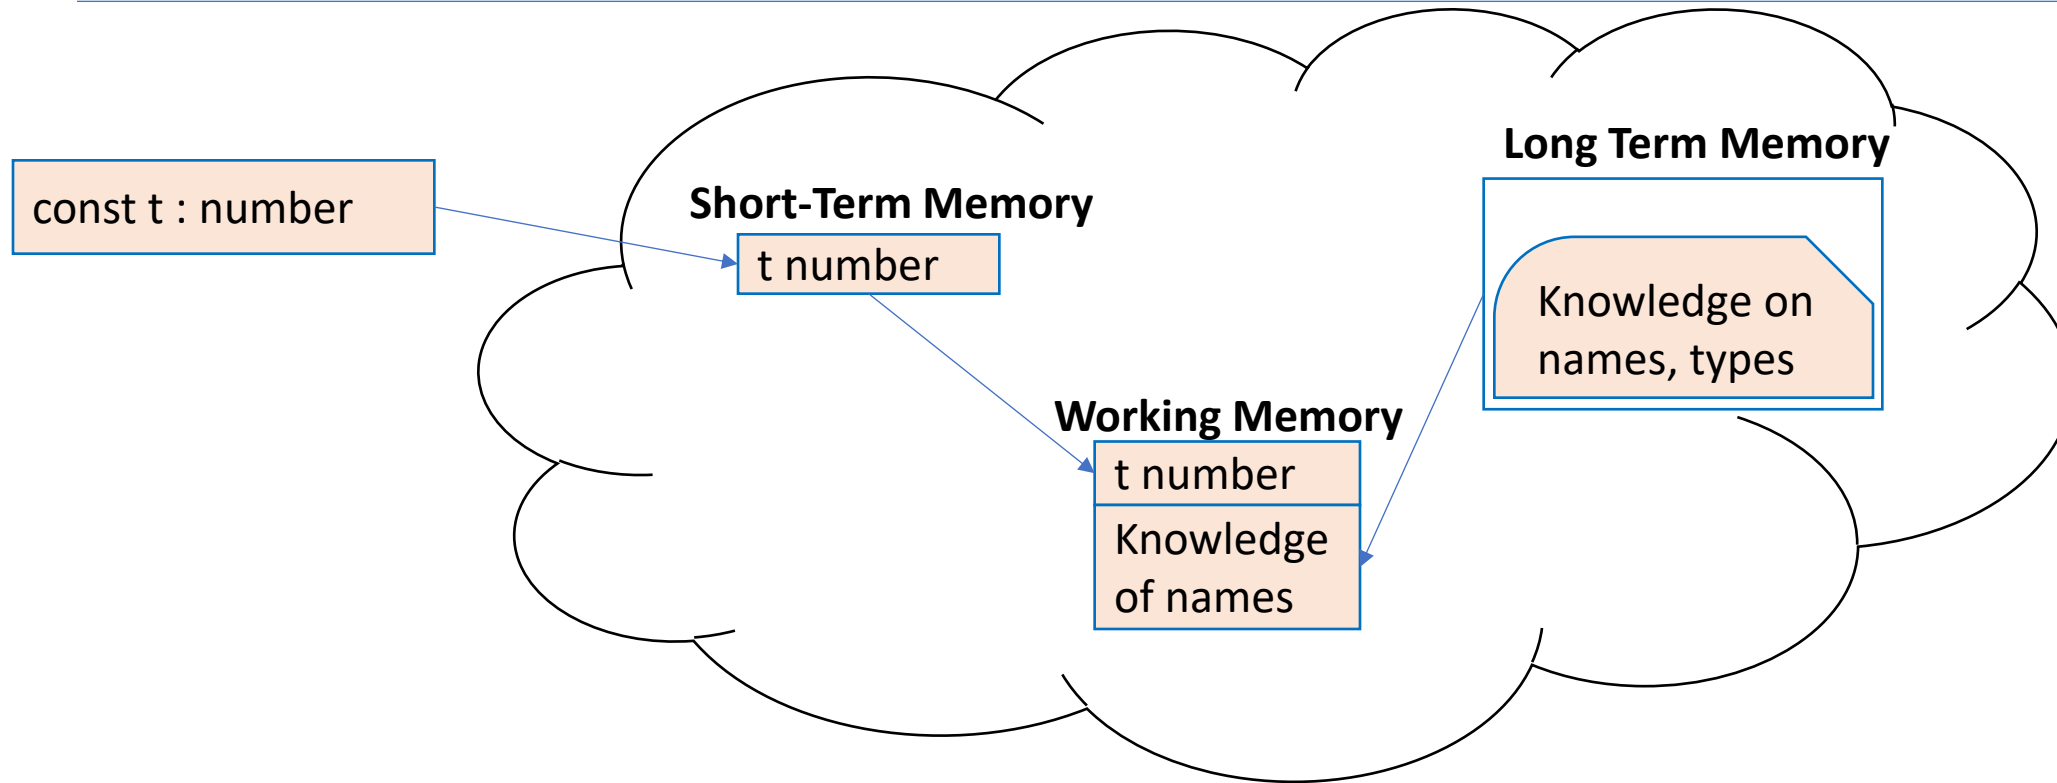 const t : number
Short-Term Memory
t number
Long Term Memory
Knowledge on
names, types
Working Memory
t number
Knowledge
of names